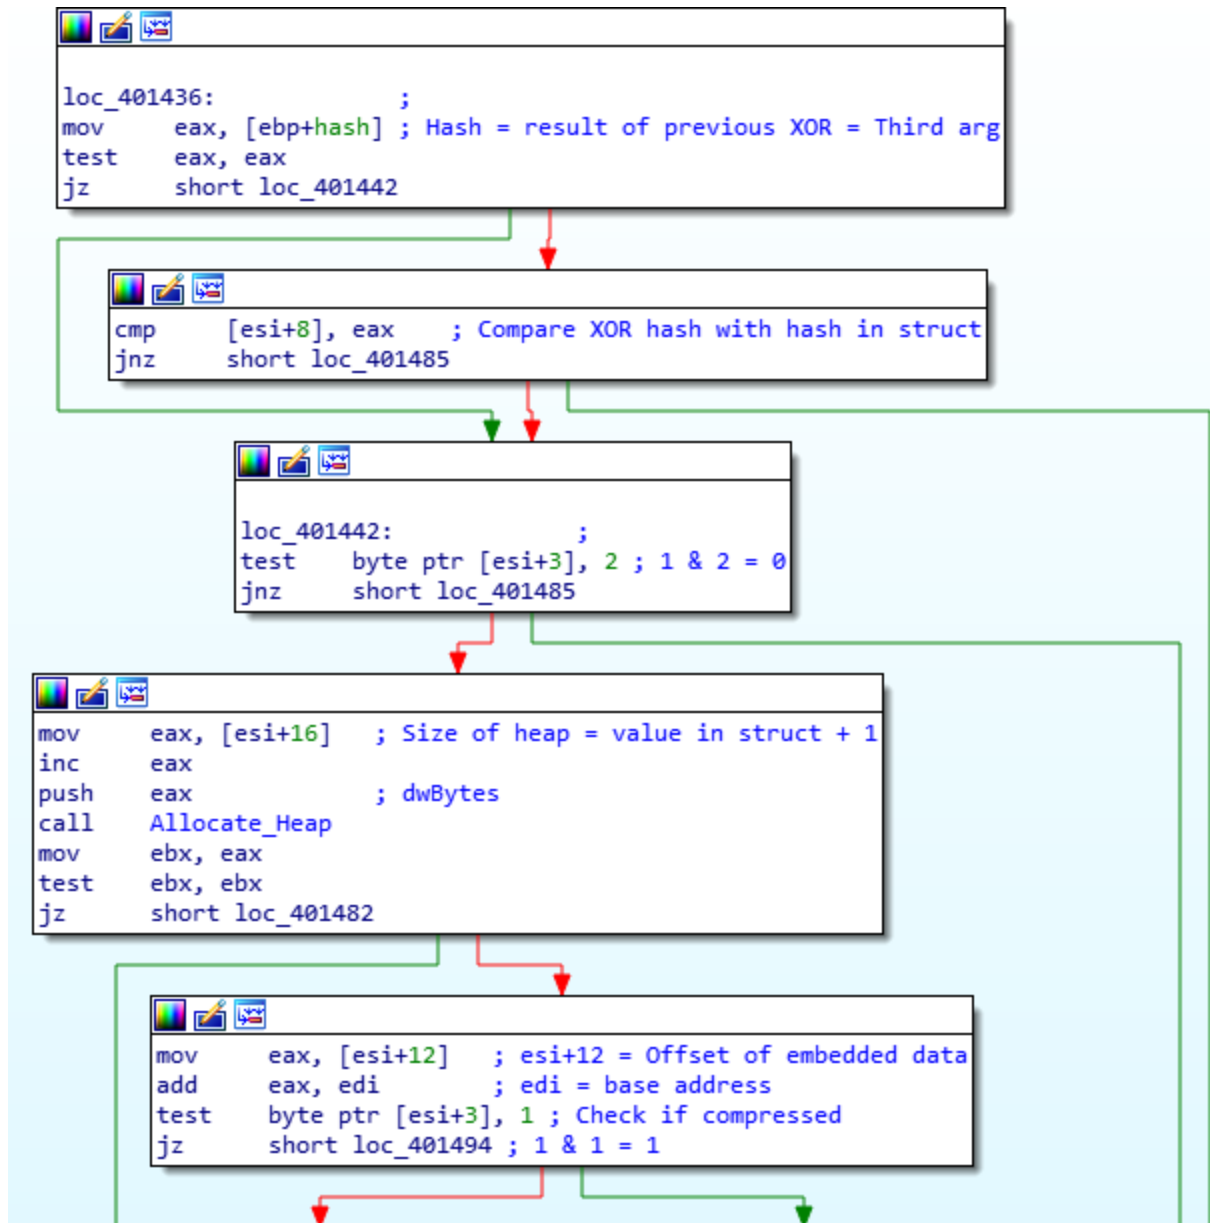 loc_401436: ;
mov eax, [ebp+hash] ; Hash = result of previous XOR = Third arg
test eax, eax
jz short loc_401442
cmp [esi+8], eax ; Compare XOR hash with hash in struct
jnz short loc_401485
loc_401442: ;
test byte ptr [esi+3], 2 ; 1 & 2 = 0
jnz short loc_401485
mov eax, [esi+16] ; Size of heap = value in struct + 1
inc eax
push eax ; dwBytes
call Allocate_Heap
mov ebx, eax
test ebx, ebx
jz short loc_401482
mov eax, [esi+12] ; esi+12 = Offset of embedded data
add eax, edi ; edi = base address
test byte ptr [esi+3], 1 ; Check if compressed
jz short loc_401494 ; 1 & 1 = 1